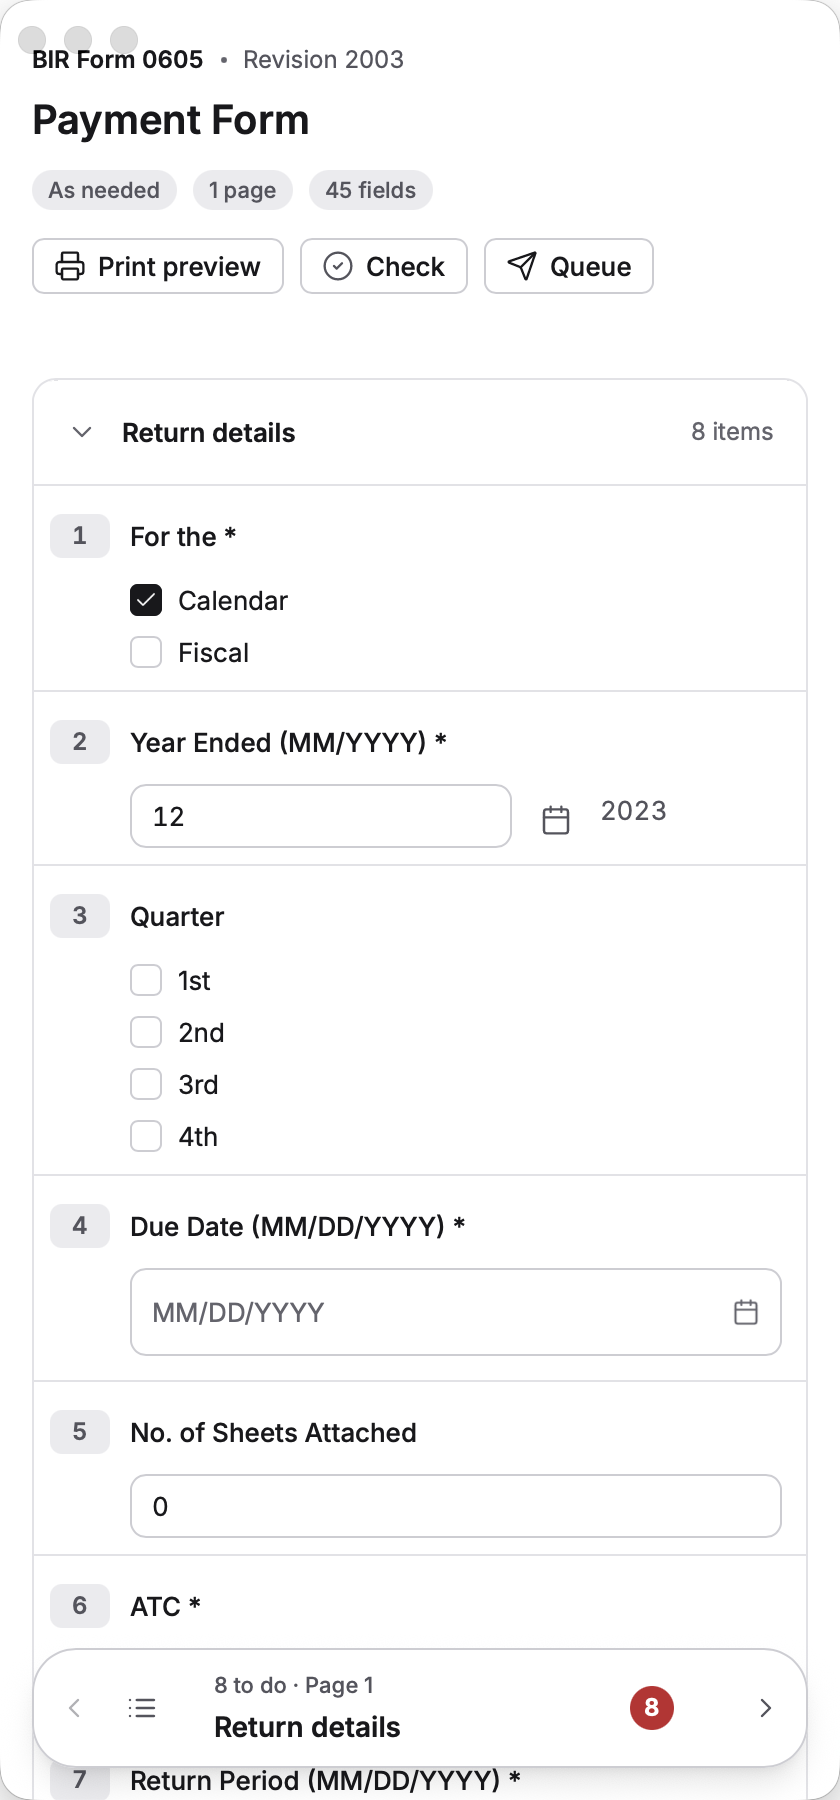 BIR Form 0605 • Revision 2003
Payment Form
As needed 1 page 45 fields
Print preview Check Queue
Return details 8 items
1 For the *
Calendar
Fiscal
2 Year Ended (MM/YYYY) *
12 2023
3 Quarter
1st
2nd
3rd
4th
4 Due Date (MM/DD/YYYY) *
MM/DD/YYYY
5 No. of Sheets Attached
0
6 ATC *
8 to do · Page 1
Return details 8
7 Return Period (MM/DD/YYYY) *